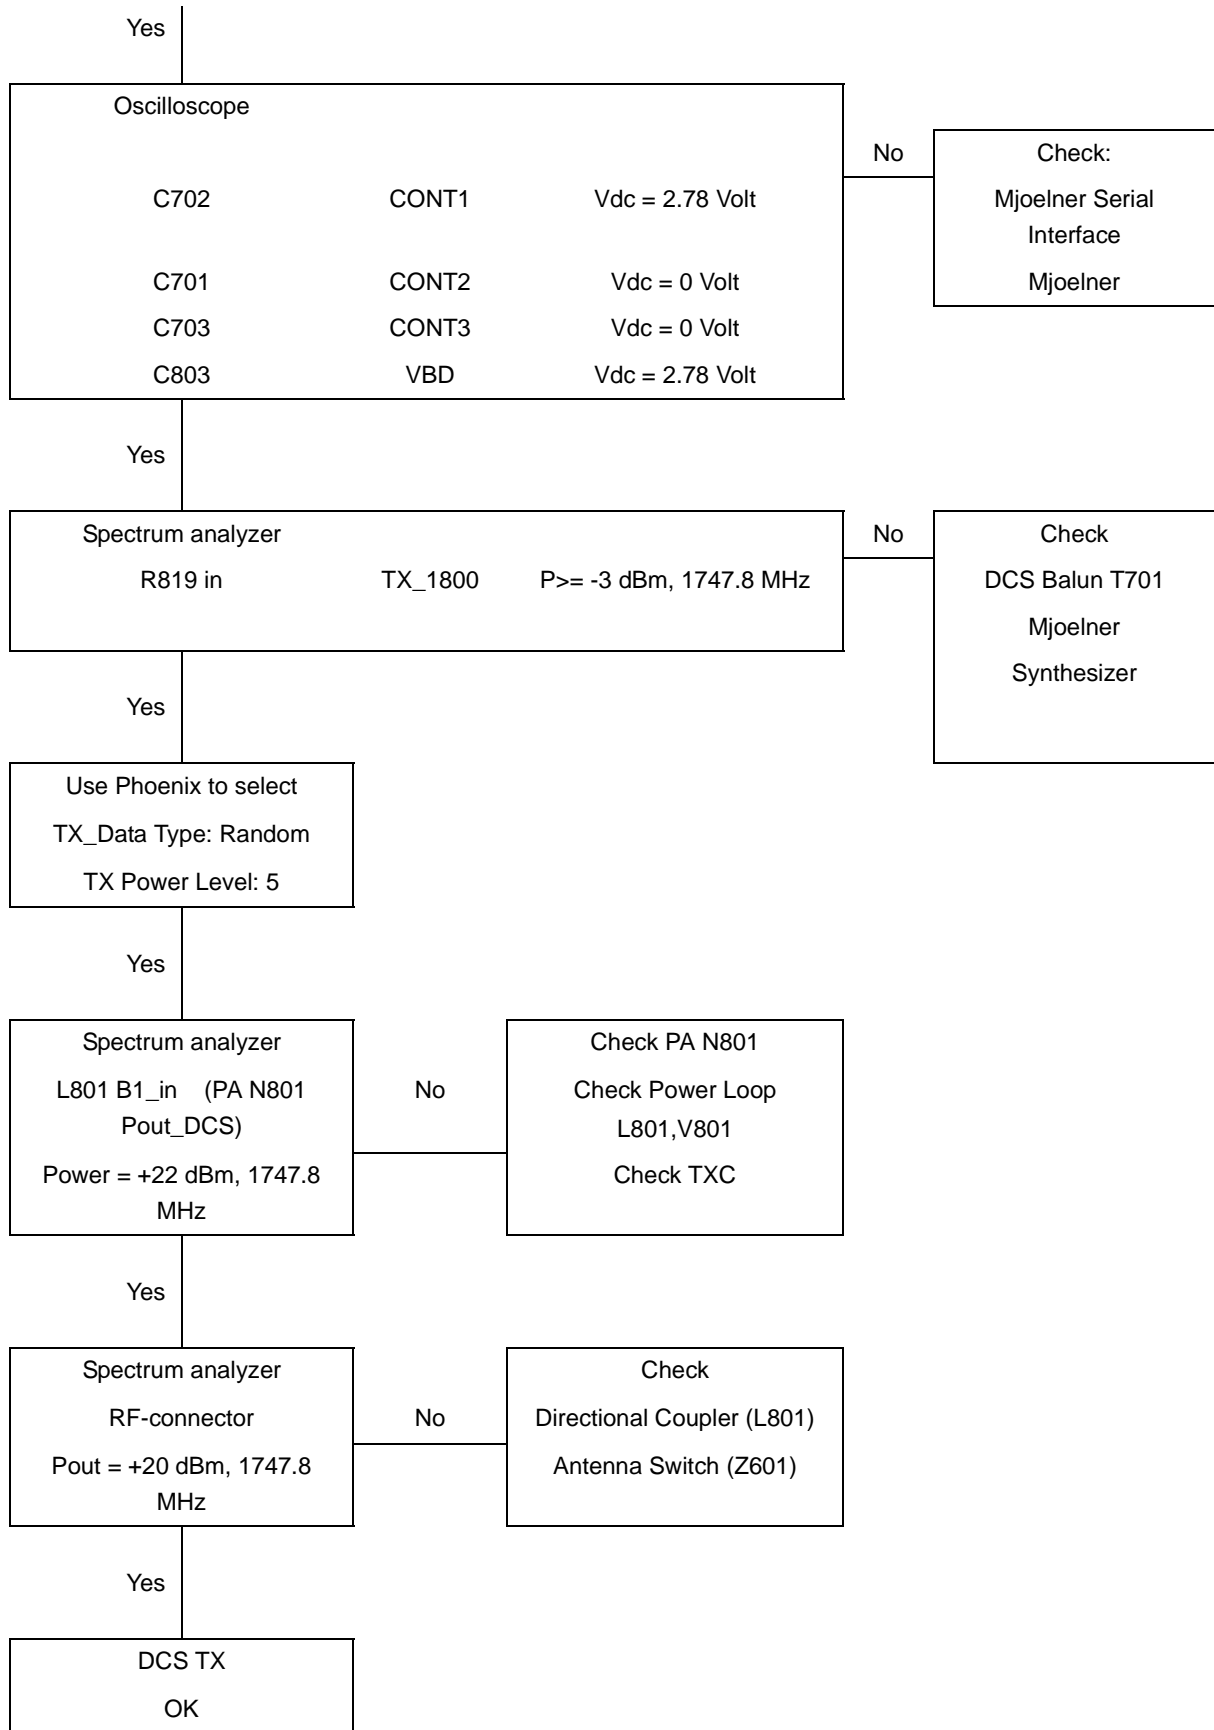 Yes
Oscilloscope
C702 CONT1 Vdc = 2.78 Volt
C701 CONT2 Vdc = 0 Volt
C703 CONT3 Vdc = 0 Volt
C803 VBD Vdc = 2.78 Volt
No
Check:
Mjoelner Serial
Interface
Mjoelner
Yes
Spectrum analyzer
R819 in TX_1800 P>= -3 dBm, 1747.8 MHz
No
Check
DCS Balun T701
Mjoelner
Synthesizer
Yes
Use Phoenix to select
TX_Data Type: Random
TX Power Level: 5
Yes
Spectrum analyzer
L801 B1_in (PA N801
Pout_DCS)
Power = +22 dBm, 1747.8
MHz
No
Check PA N801
Check Power Loop
L801,V801
Check TXC
Yes
Spectrum analyzer
RF-connector
Pout = +20 dBm, 1747.8
MHz
No
Check
Directional Coupler (L801)
Antenna Switch (Z601)
Yes
DCS TX
OK